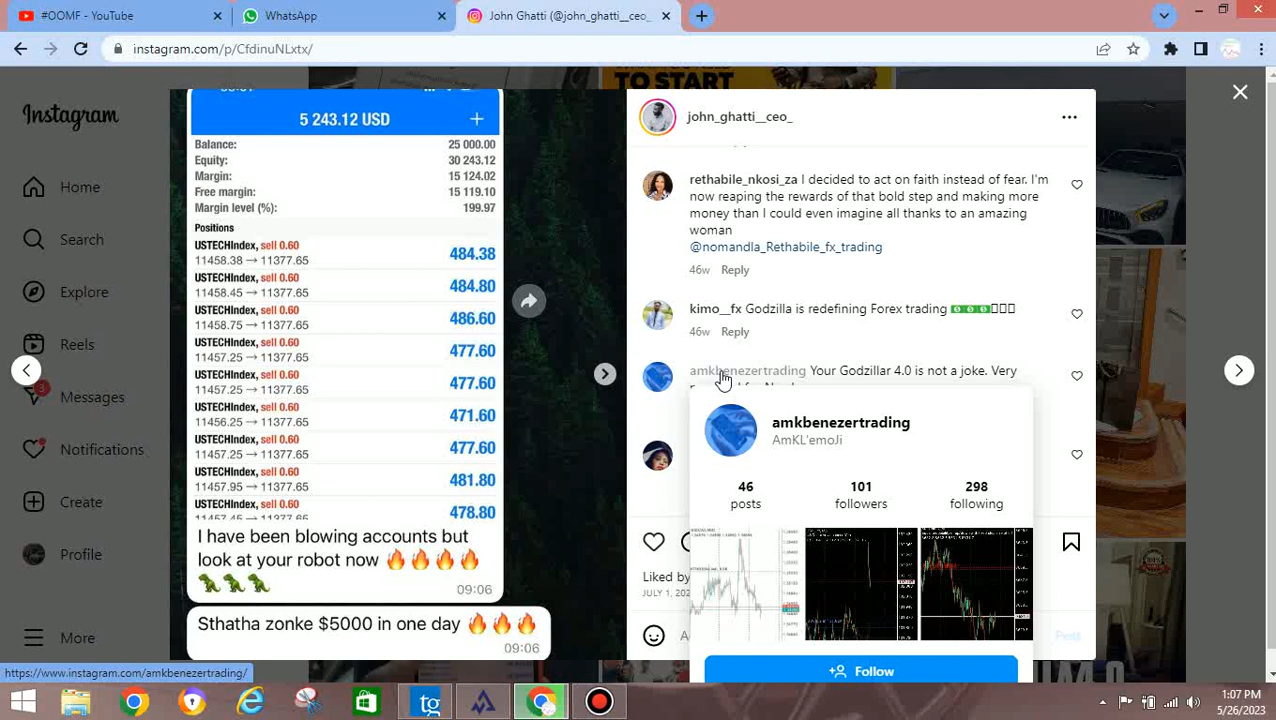 #OOMF - YouTube
WhatsApp
John Ghatti (@john_ghatti__ceo_
instagram.com/p/CfdinuNLxtx/
TO START
Instagram
Home
Search
Explore
Reels
Messages
Notifications
Create
Profile
More
5 243.12 USD
Balance: 25 000.00
Equity: 30 243.12
Margin: 15 124.02
Free margin: 15 119.10
Margin level (%): 199.97
Positions
USTECHIndex, sell 0.60
11458.38 → 11377.65 484.38
USTECHIndex, sell 0.60
11458.45 → 11377.65 484.80
USTECHIndex, sell 0.60
11458.75 → 11377.65 486.60
USTECHIndex, sell 0.60
11457.25 → 11377.65 477.60
USTECHIndex, sell 0.60
11457.25 → 11377.65 477.60
USTECHIndex, sell 0.60
11456.25 → 11377.65 471.60
USTECHIndex, sell 0.60
11457.25 → 11377.65 477.60
USTECHIndex, sell 0.60
11457.95 → 11377.65 481.80
USTECHIndex, sell 0.60
11457.45 → 11377.65 478.80
I have been blowing accounts but
look at your robot now 🔥🔥🔥🔥
🦖🦖🦖
09:06
Sthatha zonke $5000 in one day 🔥🔥🔥
09:06
john_ghatti__ceo_
rethabile_nkosi_za I decided to act on faith instead of fear. I'm
now reaping the rewards of that bold step and making more
money than I could even imagine all thanks to an amazing
woman
@nomandla_Rethabile_fx_trading
46w Reply
kimo__fx Godzilla is redefining Forex trading 💵💵💵
46w Reply
amkbenezertrading Your Godzillar 4.0 is not a joke. Very
amkbenezertrading
AmKL'emoJi
46 101 298
posts followers following
Follow
Liked by
Post
https://www.instagram.com/amkbenezertrading/
1:07 PM
5/26/2023